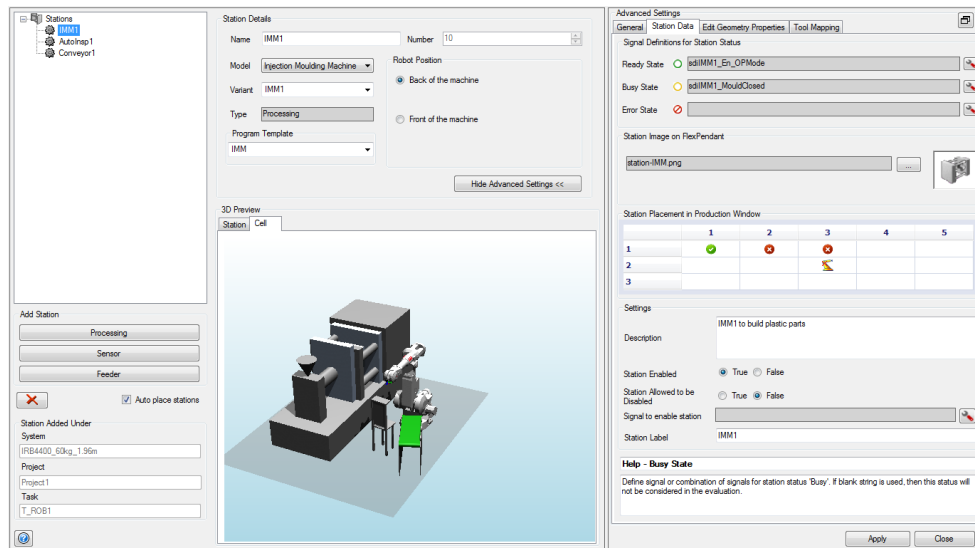 Stations
IMM1
AutoInsp1
Conveyor1
Add Station
Processing
Sensor
Feeder
Auto place stations
Station Added Under
System
IRB4400_60kg_1.96m
Project
Project1
Task
T_ROB1
Station Details
Name IMM1 Number 10
Model Injection Moulding Machine
Variant IMM1
Type Processing
Program Template
IMM
Robot Position
Back of the machine
Front of the machine
Hide Advanced Settings <<
3D Preview
Station Cell
Advanced Settings
General Station Data Edit Geometry Properties Tool Mapping
Signal Definitions for Station Status
Ready State sdiIMM1_En_OPMode
Busy State sdiIMM1_MouldClosed
Error State
Station Image on FlexPendant
station-IMM.png ...
Station Placement in Production Window
1 2 3 4 5
1
2
3
Settings
Description IMM1 to build plastic parts
Station Enabled True False
Station Allowed to be
Disabled True False
Signal to enable station
Station Label IMM1
Help - Busy State
Define signal or combination of signals for station status 'Busy'. If blank string is used, then this status will
not be considered in the evaluation.
Apply Close